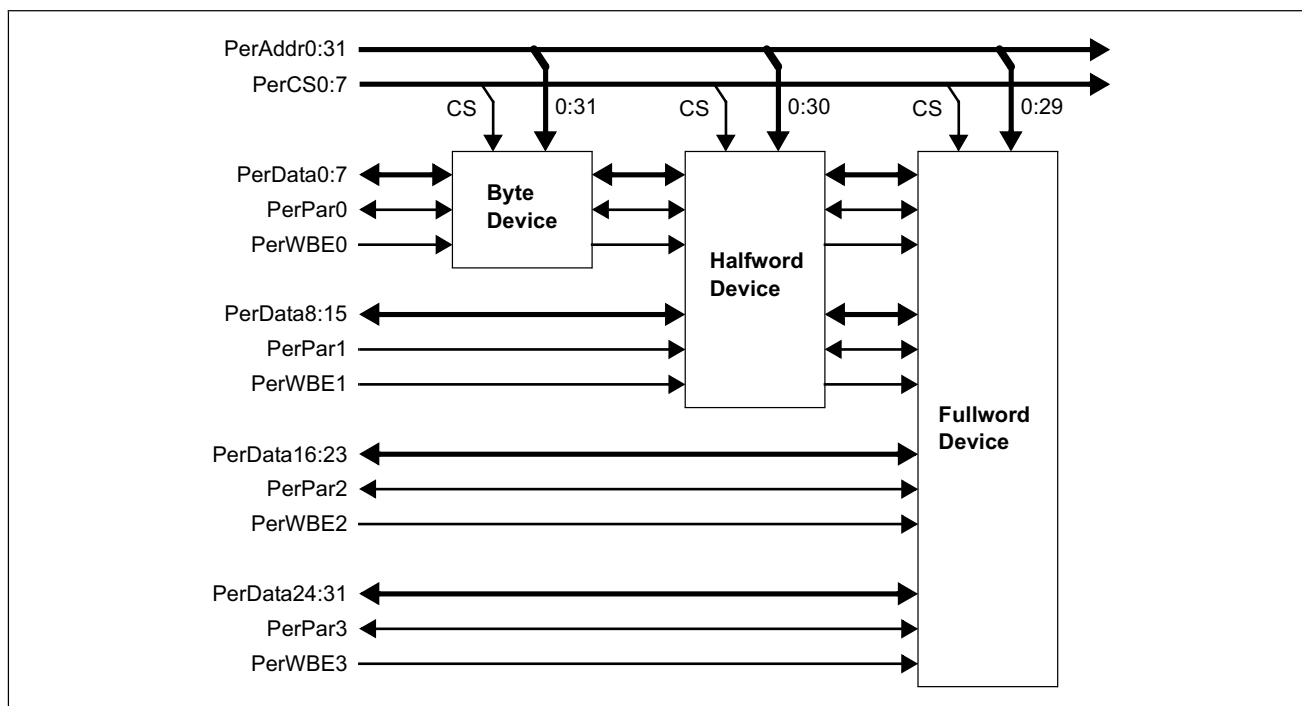 PerAddr0:31
PerCS0:7
CS
0:31
CS
0:30
CS
0:29
PerData0:7
PerPar0
PerWBE0
Byte
Device
Halfword
Device
PerData8:15
PerPar1
PerWBE1
Fullword
Device
PerData16:23
PerPar2
PerWBE2
PerData24:31
PerPar3
PerWBE3